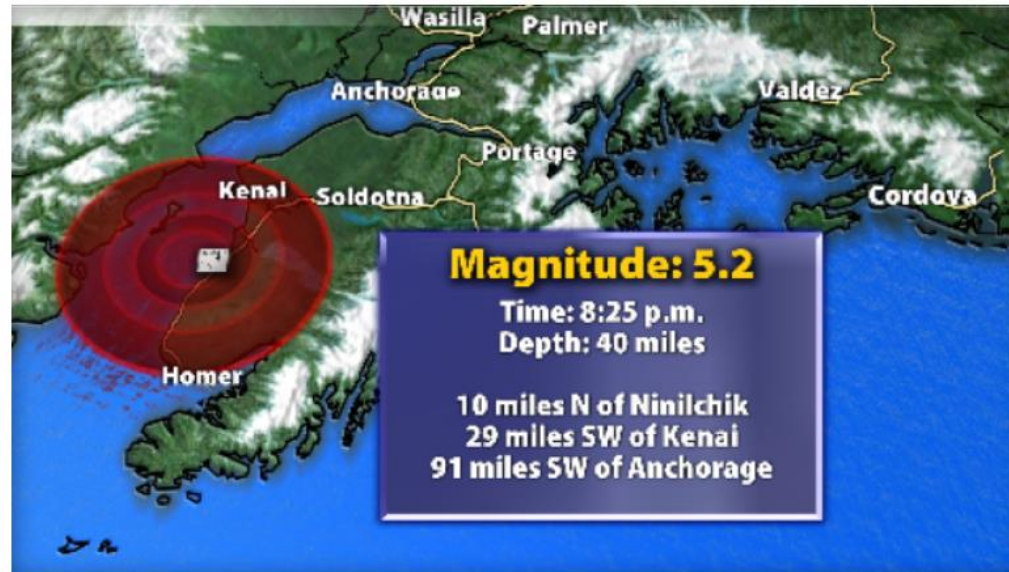 Wasilla
Palmer
Anchorage
Valdez
Portage
Kenai
Soldotna
Cordova
Homer
Magnitude: 5.2
Time: 8:25 p.m.
Depth: 40 miles
10 miles N of Ninilchik
29 miles SW of Kenai
91 miles SW of Anchorage